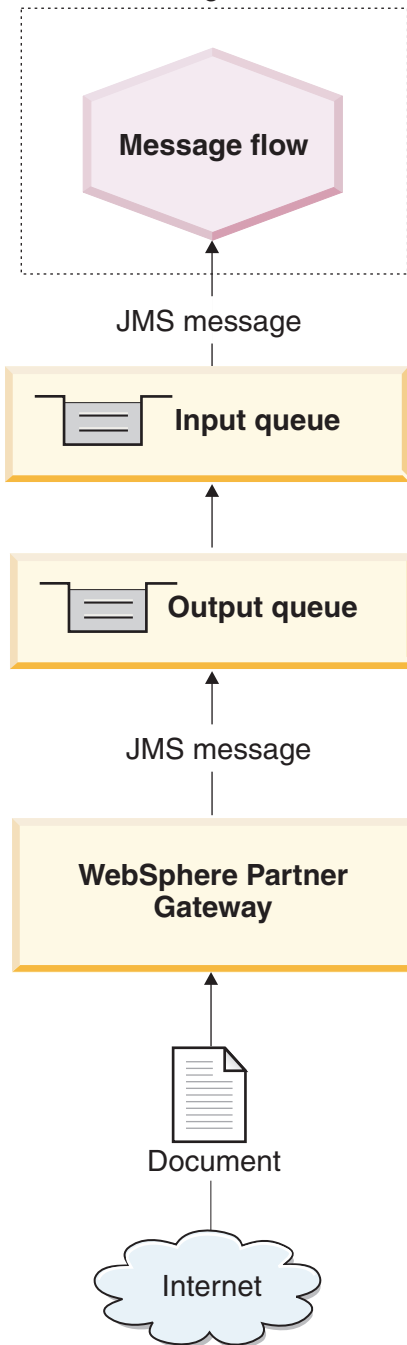 Message flow
JMS message
Input queue
Output queue
JMS message
WebSphere Partner
Gateway
Document
Internet